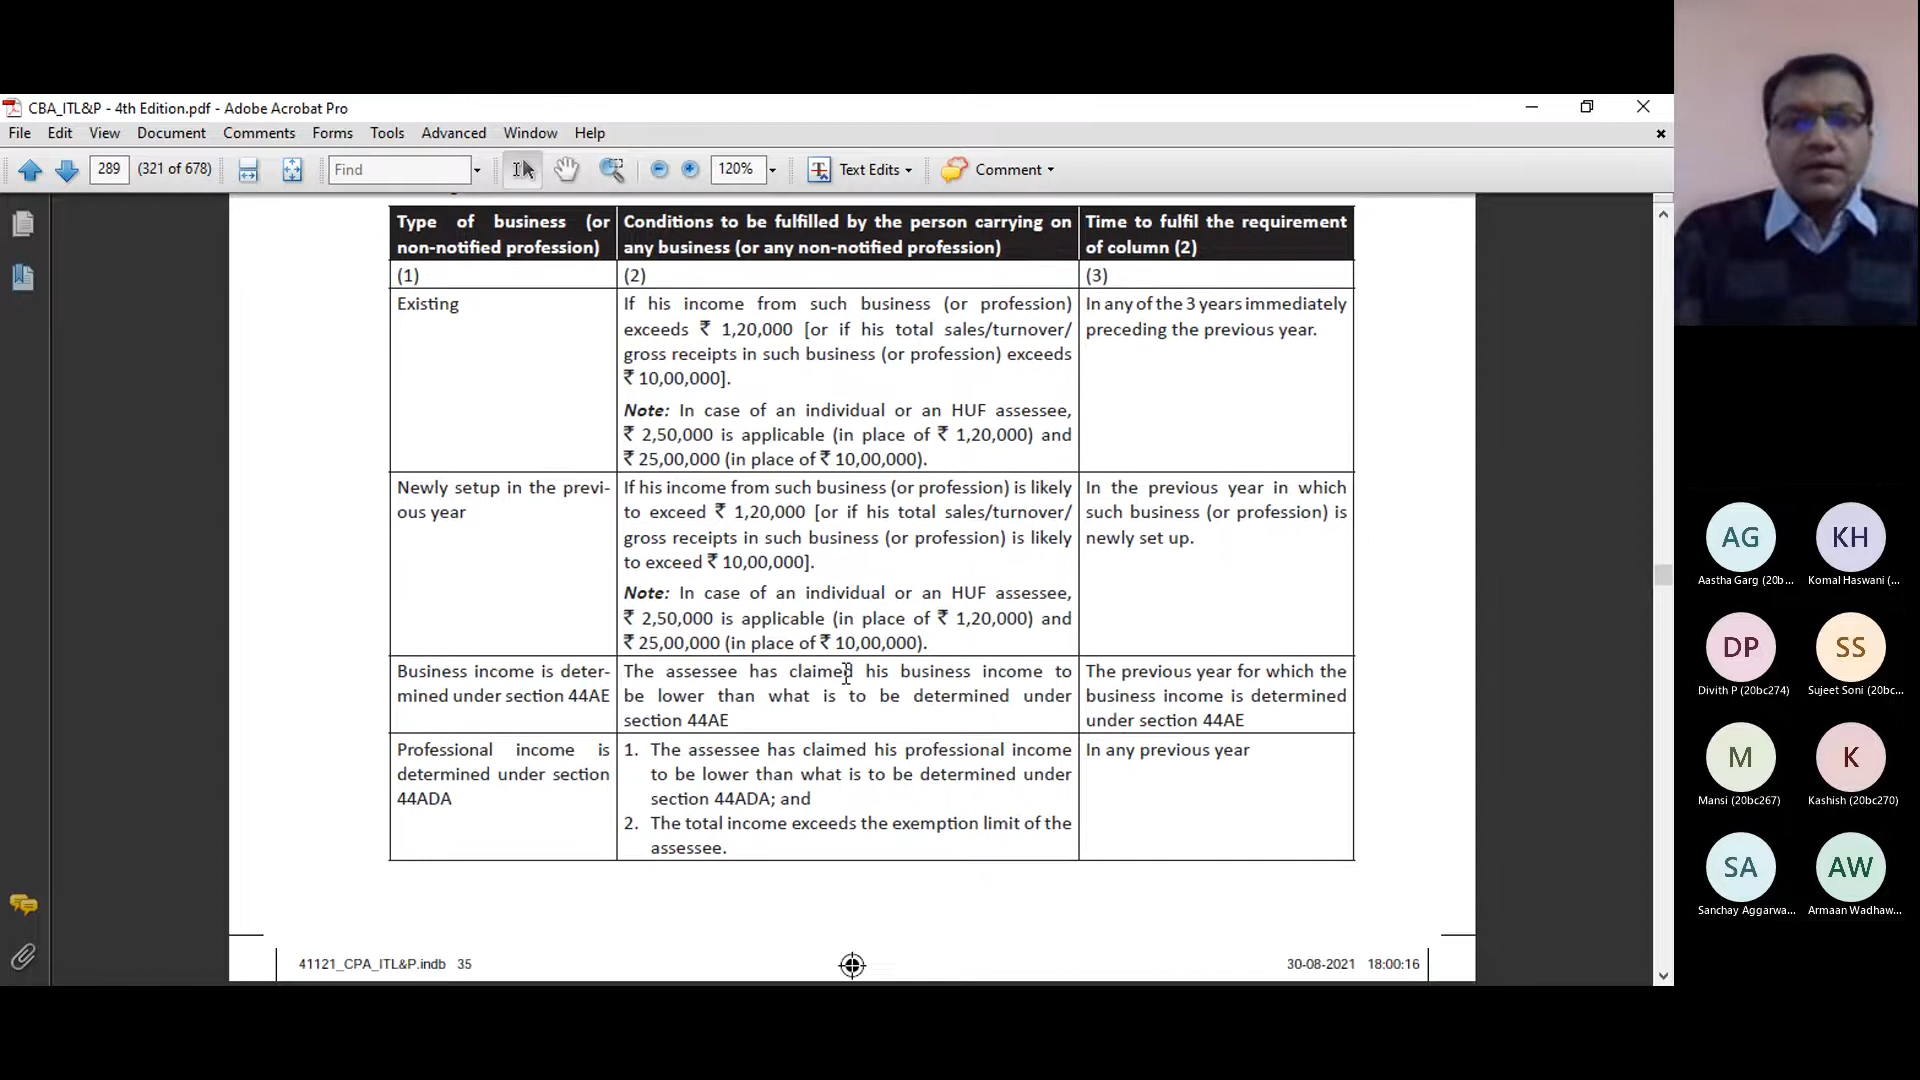 CBA_ITL&P - 4th Edition.pdf - Adobe Acrobat Pro
File Edit View Document Comments Forms Tools Advanced Window Help
289 (321 of 678) Find 120% Text Edits Comment
Type of business (or
non-notified profession)
Conditions to be fulfilled by the person carrying on
any business (or any non-notified profession)
Time to fulfil the requirement
of column (2)
(1)
(2)
(3)
Existing
If his income from such business (or profession)
exceeds ₹ 1,20,000 [or if his total sales/turnover/
gross receipts in such business (or profession) exceeds
₹ 10,00,000].
Note: In case of an individual or an HUF assessee,
₹ 2,50,000 is applicable (in place of ₹ 1,20,000) and
₹ 25,00,000 (in place of ₹ 10,00,000).
In any of the 3 years immediately
preceding the previous year.
Newly setup in the previ-
ous year
If his income from such business (or profession) is likely
to exceed ₹ 1,20,000 [or if his total sales/turnover/
gross receipts in such business (or profession) is likely
to exceed ₹ 10,00,000].
Note: In case of an individual or an HUF assessee,
₹ 2,50,000 is applicable (in place of ₹ 1,20,000) and
₹ 25,00,000 (in place of ₹ 10,00,000).
In the previous year in which
such business (or profession) is
newly set up.
Business income is deter-
mined under section 44AE
The assessee has claimed his business income to
be lower than what is to be determined under
section 44AE
The previous year for which the
business income is determined
under section 44AE
Professional income is
determined under section
44ADA
1. The assessee has claimed his professional income
to be lower than what is to be determined under
section 44ADA; and
2. The total income exceeds the exemption limit of the
assessee.
In any previous year
41121_CPA_ITL&P.indb 35
30-08-2021 18:00:16
AG
Aastha Garg (20b...
KH
Komal Haswani (...
DP
Divith P (20bc274)
SS
Sujeet Soni (20bc...
M
Mansi (20bc267)
K
Kashish (20bc270)
SA
Sanchay Aggarwa...
AW
Armaan Wadhaw...